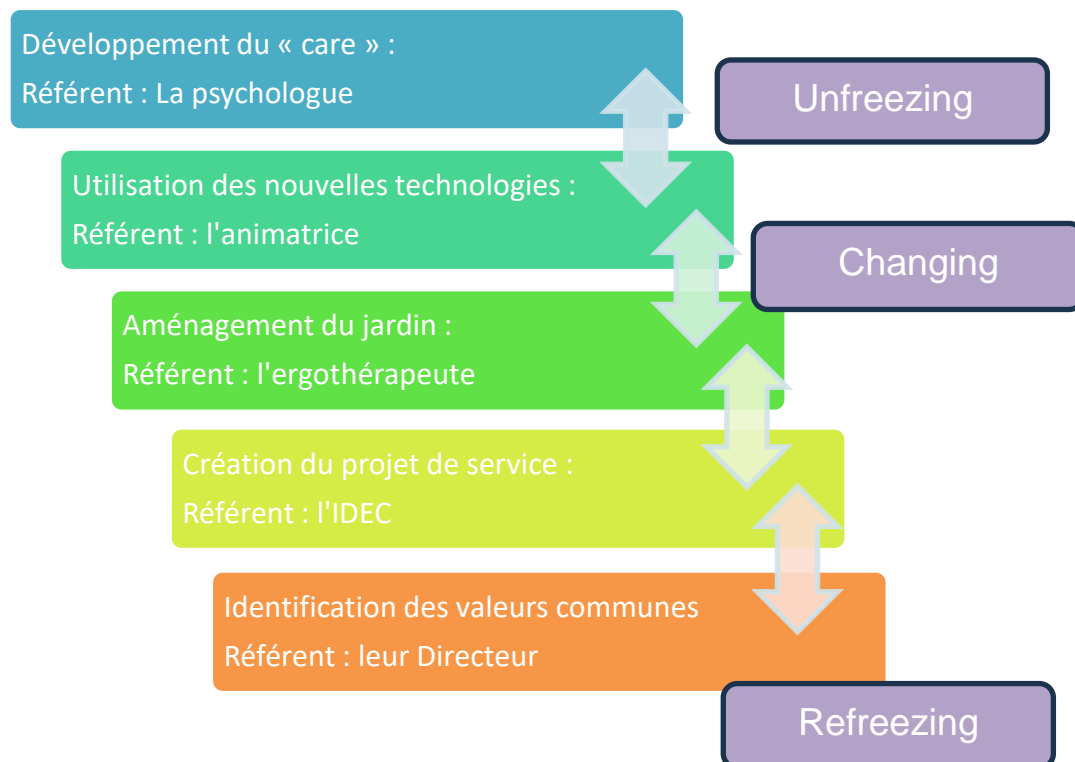 Développement du « care » :
Référent : La psychologue
Unfreezing
Utilisation des nouvelles technologies :
Référent : l'animatrice
Changing
Aménagement du jardin :
Référent : l'ergothérapeute
Création du projet de service :
Référent : l'IDEC
Identification des valeurs communes
Référent : leur Directeur
Refreezing